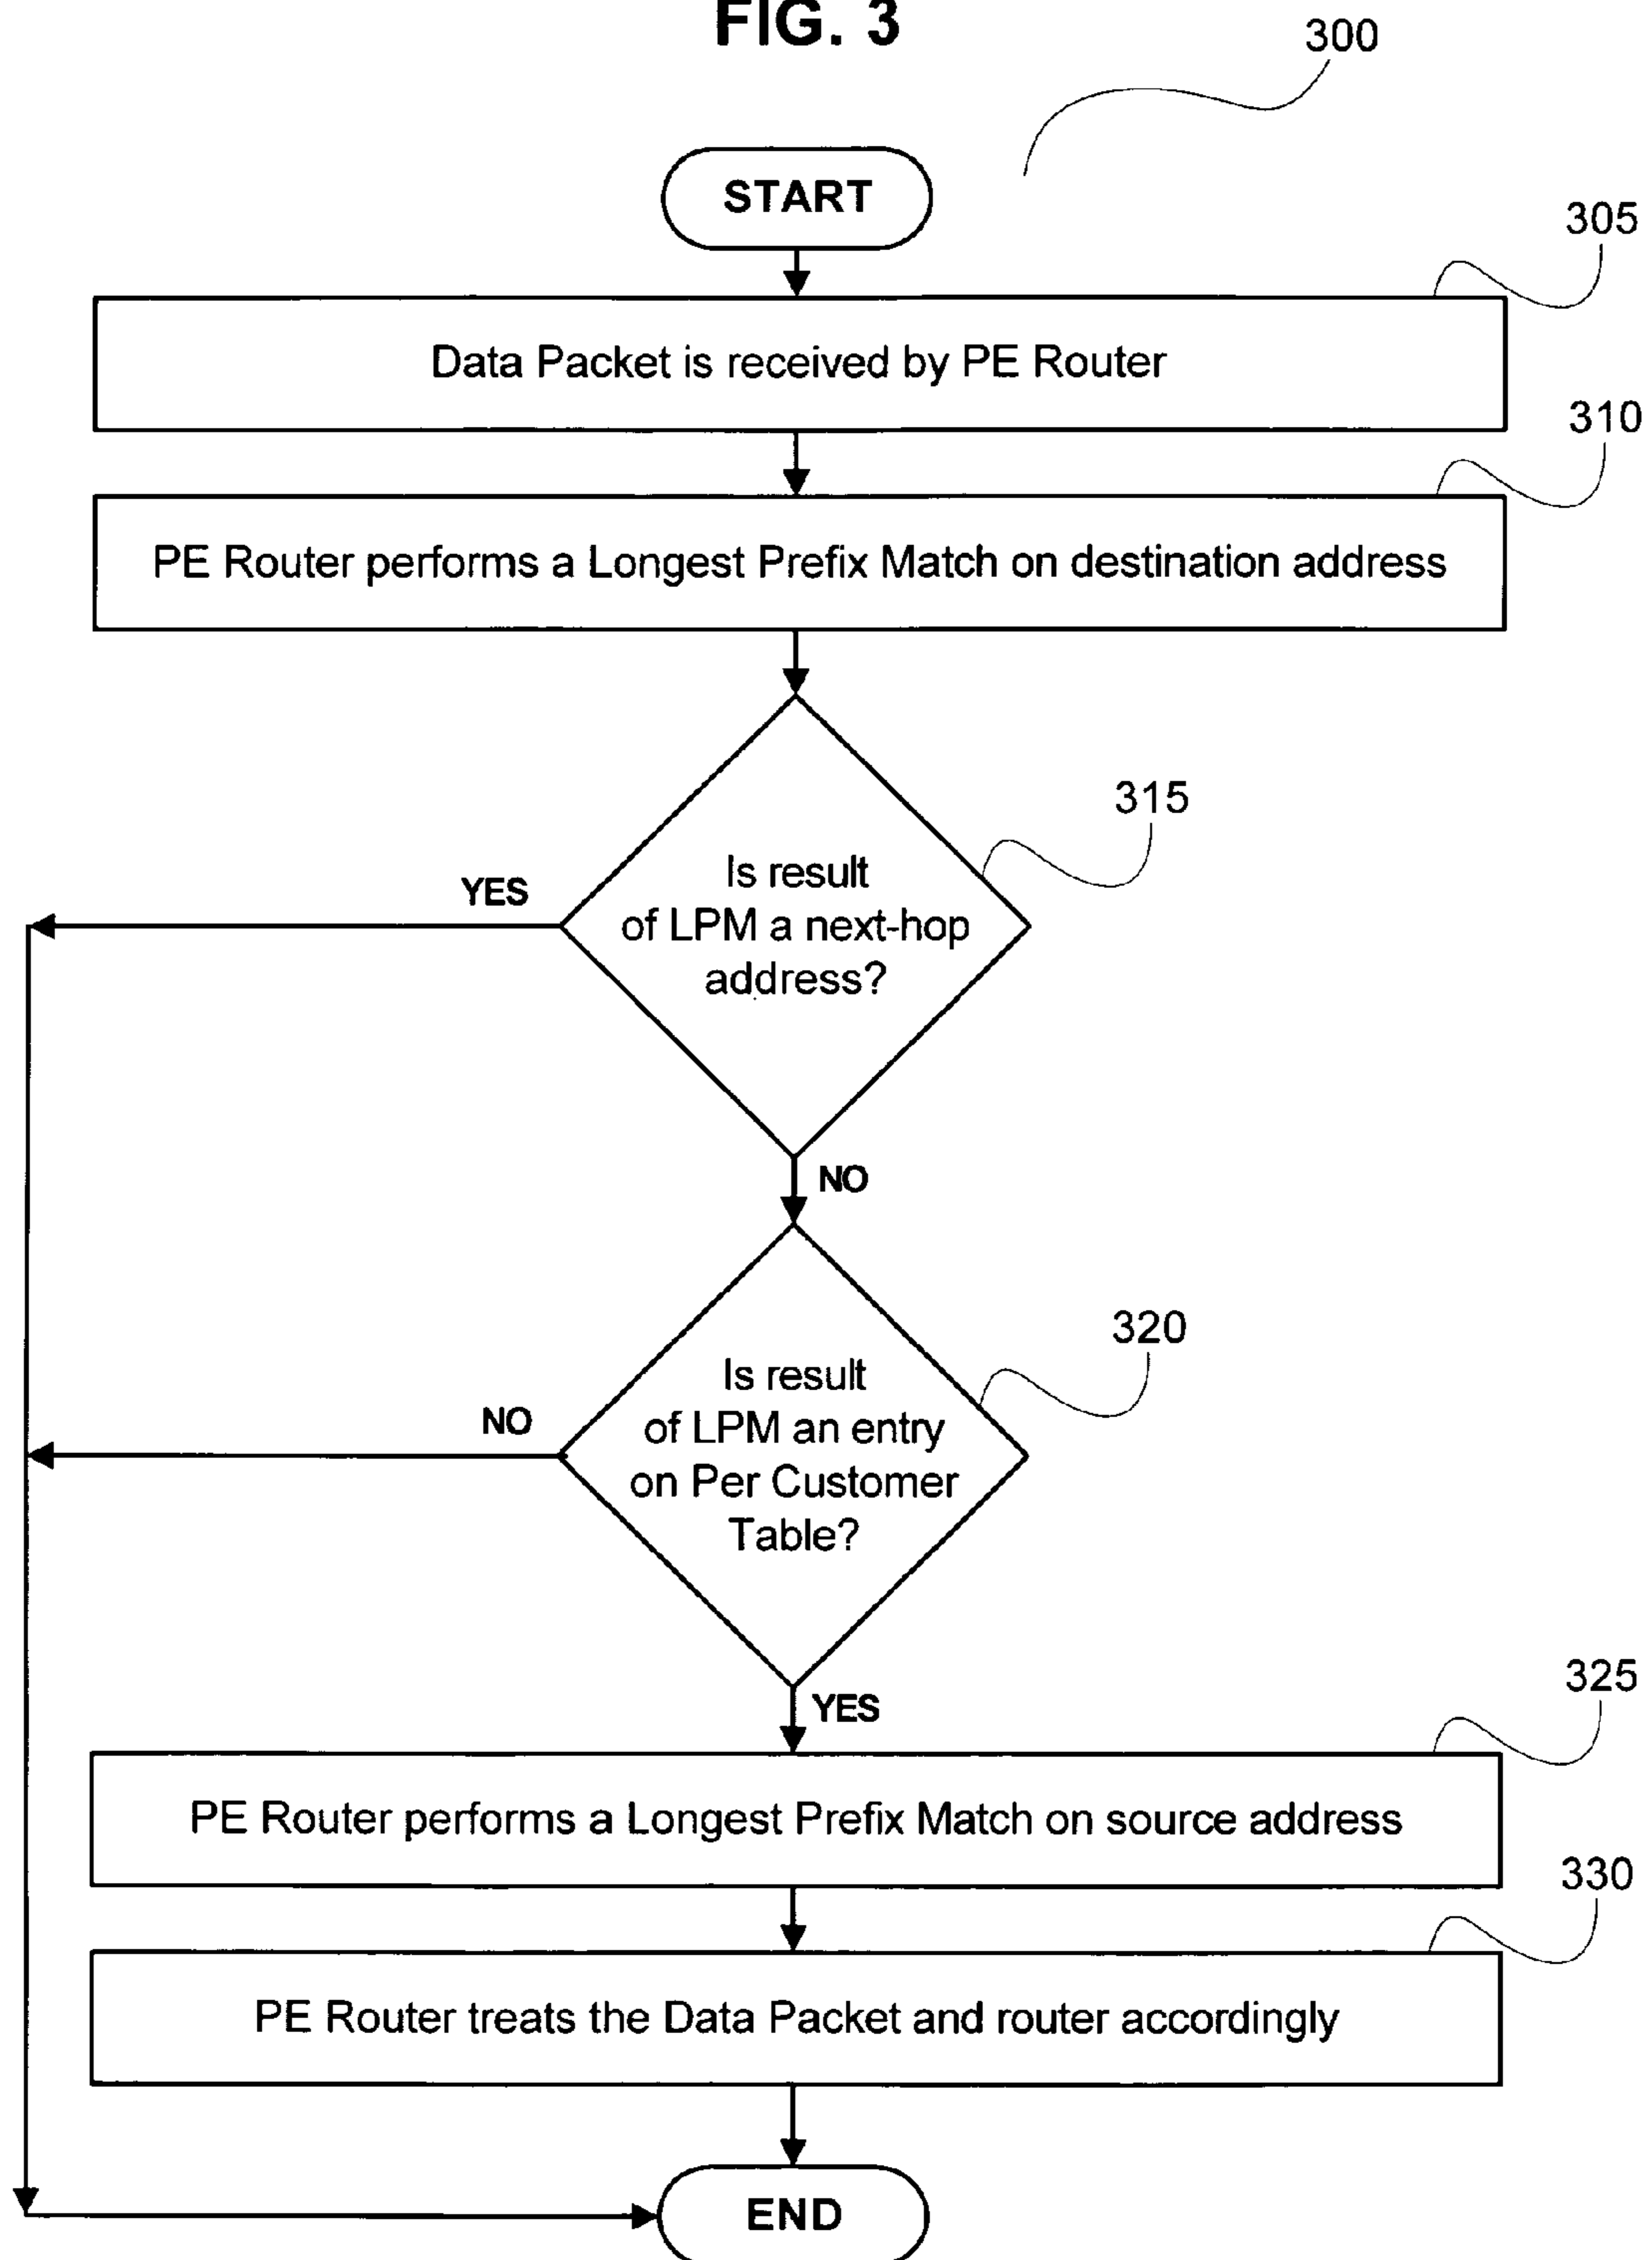 FIG. 3
300
START
305
Data Packet is received by PE Router
310
PE Router performs a Longest Prefix Match on destination address
315
Is result
of LPM a next-hop
address?
YES
NO
320
Is result
of LPM an entry
on Per Customer
Table?
NO
YES
325
PE Router performs a Longest Prefix Match on source address
330
PE Router treats the Data Packet and router accordingly
END